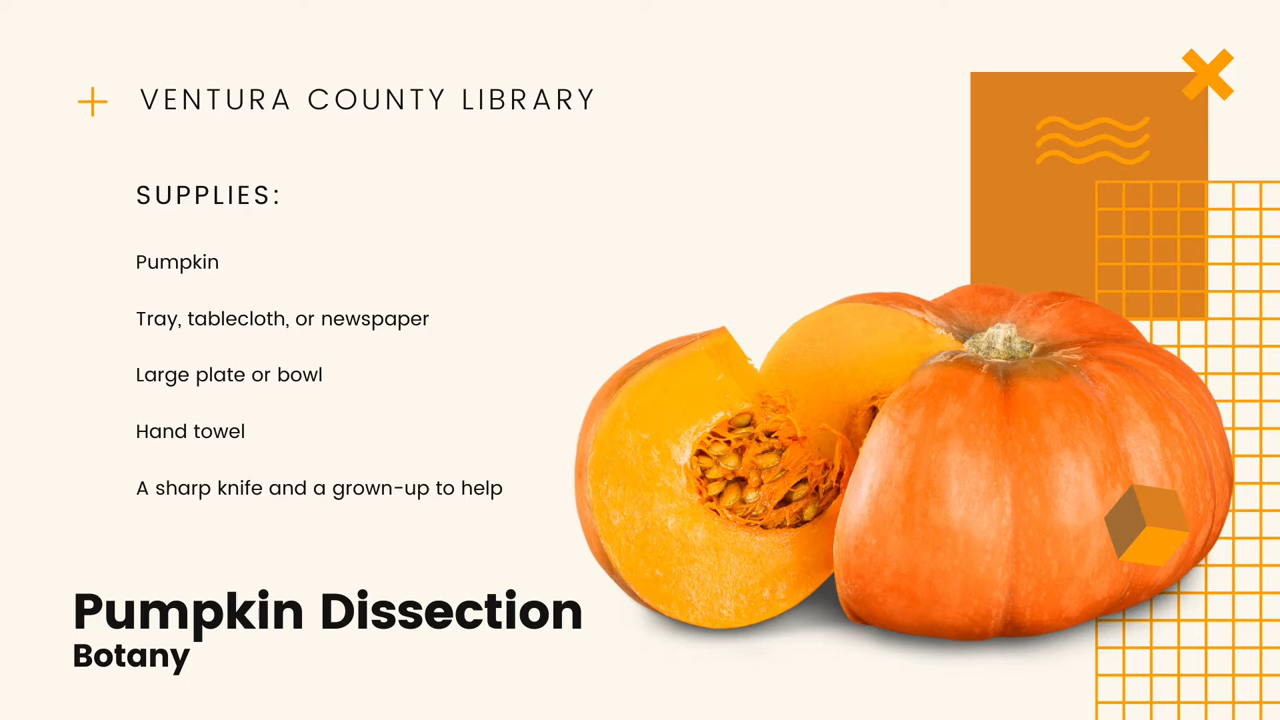 VENTURA COUNTY LIBRARY
SUPPLIES:
Pumpkin
Tray, tablecloth, or newspaper
Large plate or bowl
Hand towel
A sharp knife and a grown-up to help
Pumpkin Dissection
Botany